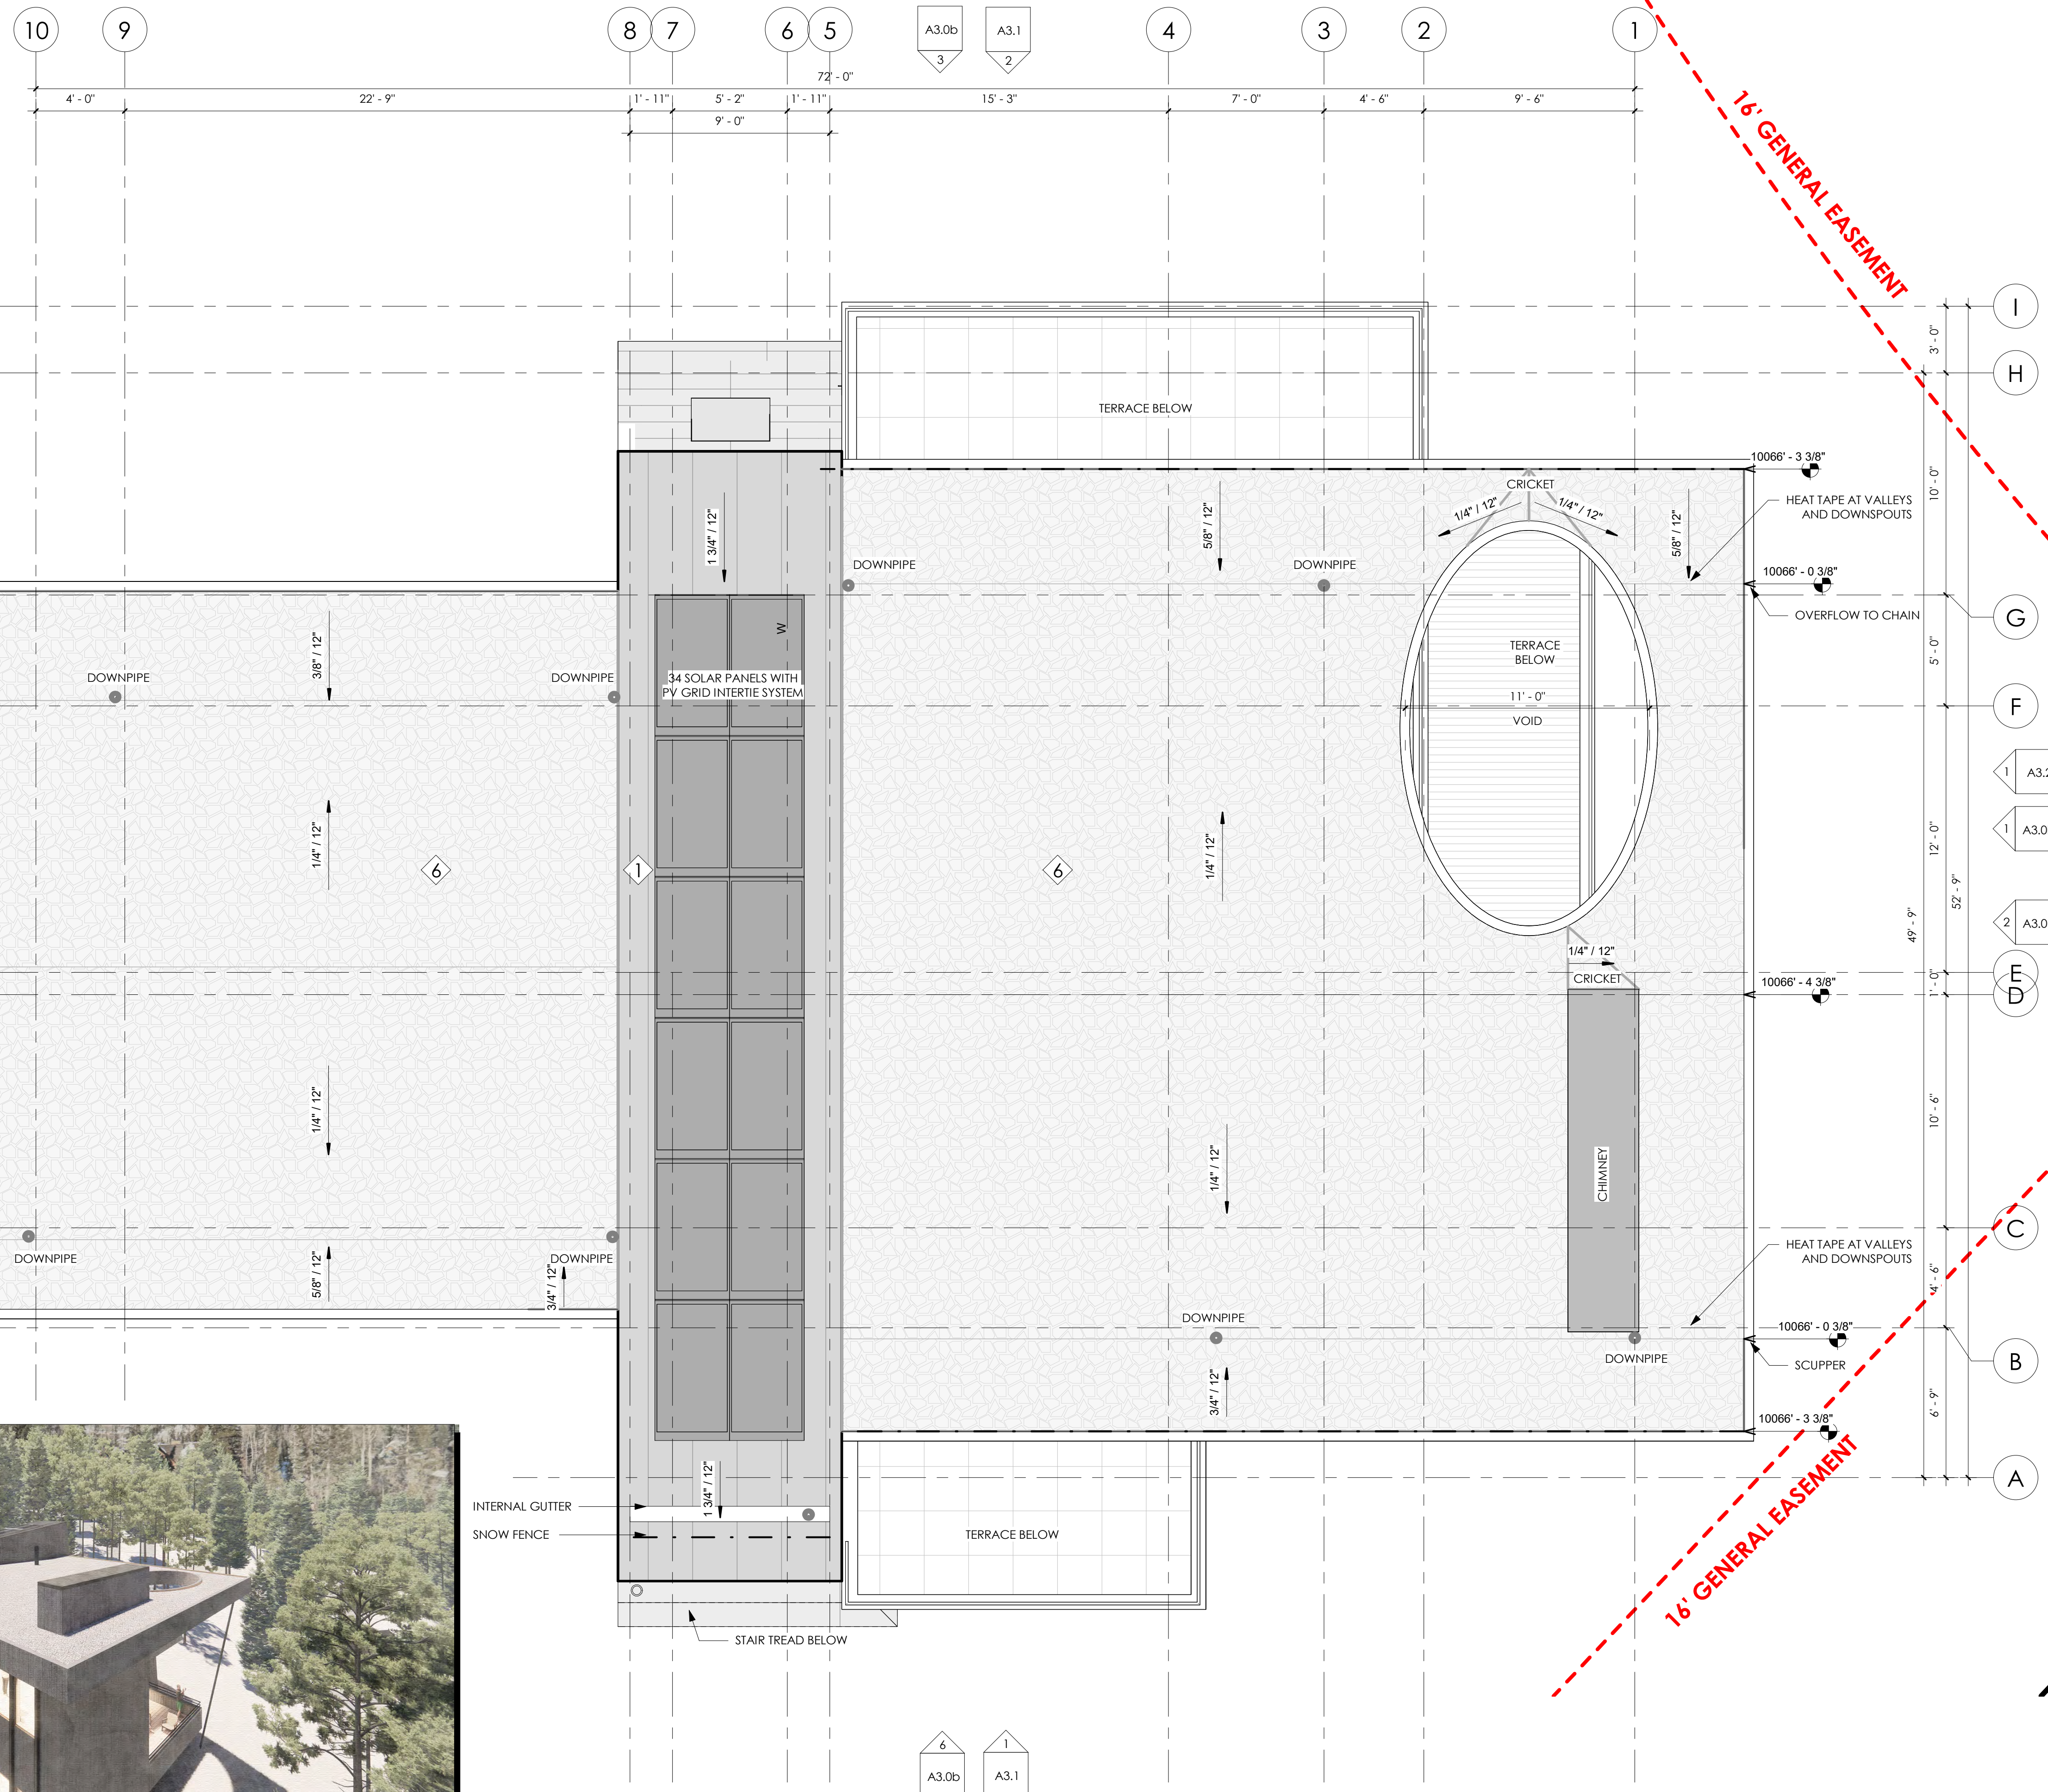 10 9 8 7 6 5 4 3 2 1
A3.0b
3
A3.1
2
72' - 0"
4' - 0" 22' - 9" 1' - 11" 5' - 2" 1' - 11" 15' - 3" 7' - 0" 4' - 6" 9' - 6"
9' - 0"
16' GENERAL EASEMENT
I
3' - 0"
H
TERRACE BELOW
10066' - 3 3/8"
CRICKET
1/4" / 12"
1/4" / 12"
HEAT TAPE AT VALLEYS
AND DOWNSPOUTS
10' - 0"
1 3/4" / 12"
5/8" / 12"
5/8" / 12"
DOWNPIPE
DOWNPIPE
10066' - 0 3/8"
OVERFLOW TO CHAIN
G
W
3/8" / 12"
TERRACE
BELOW
5' - 0"
DOWNPIPE
DOWNPIPE
34 SOLAR PANELS WITH
PV GRID INTERTIE SYSTEM
11' - 0"
VOID
F
1
A3.2
1/4" / 12"
1/4" / 12"
12' - 0"
1
A3.0
6
1
6
52' - 9"
49' - 9"
2
A3.0
1/4" / 12"
CRICKET
E
10066' - 4 3/8"
1' - 0"
D
1/4" / 12"
1/4" / 12"
CHIMNEY
10' - 6"
C
DOWNPIPE
DOWNPIPE
HEAT TAPE AT VALLEYS
AND DOWNSPOUTS
5/8" / 12"
3/4" / 12"
4' - 6"
DOWNPIPE
10066' - 0 3/8"
DOWNPIPE
SCUPPER
B
3/4" / 12"
6' - 9"
10066' - 3 3/8"
A
16' GENERAL EASEMENT
1 3/4" / 12"
INTERNAL GUTTER
SNOW FENCE
TERRACE BELOW
STAIR TREAD BELOW
6
A3.0b
1
A3.1